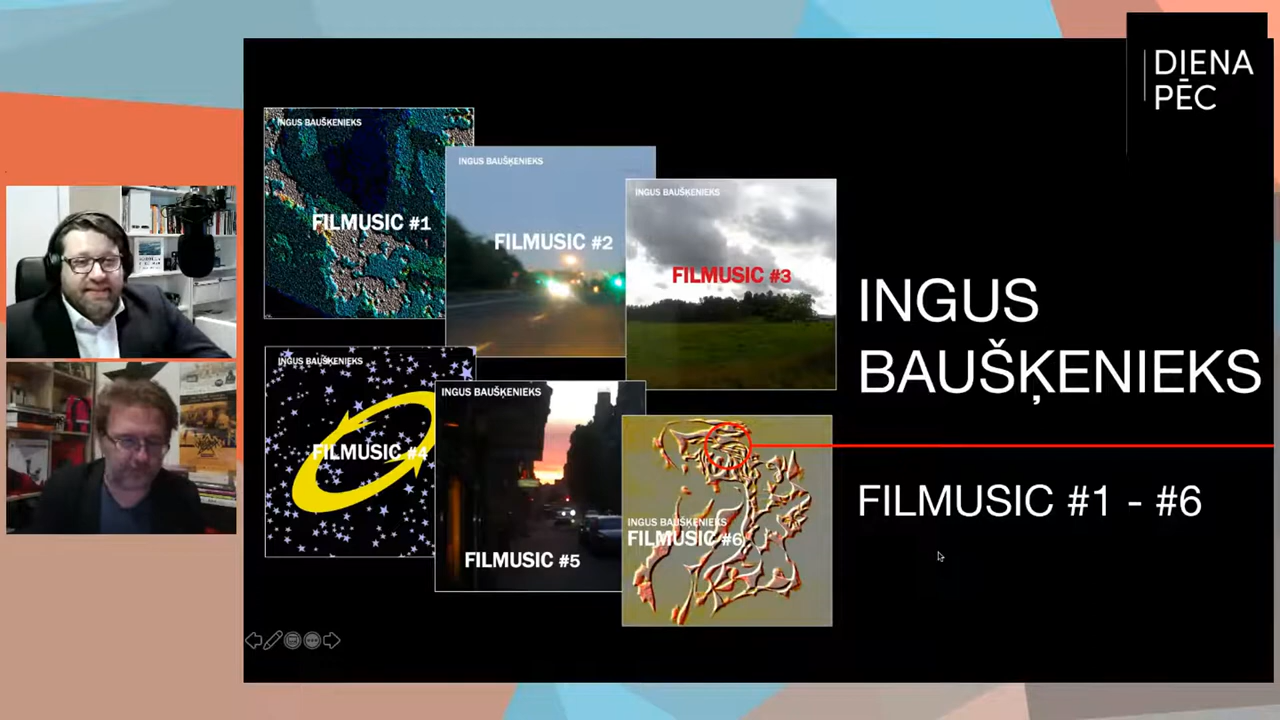 DIENA
PĒC
INGUS BAUŠĶENIEKS
FILMUSIC #1
INGUS BAUŠĶENIEKS
FILMUSIC #2
INGUS BAUŠĶENIEKS
FILMUSIC #3
INGUS BAUŠĶENIEKS
FILMUSIC #4
INGUS BAUŠĶENIEKS
FILMUSIC #5
INGUS BAUŠĶENIEKS
FILMUSIC #6
INGUS
BAUŠĶENIEKS
FILMUSIC #1 - #6